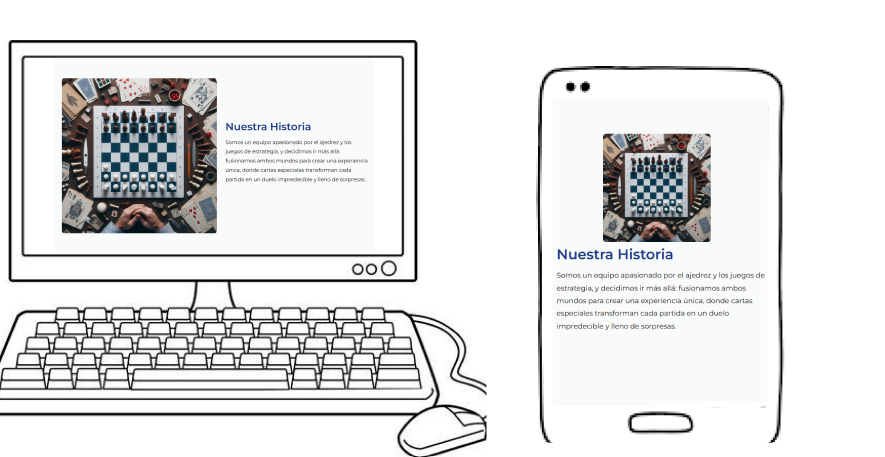 Nuestra Historia
Somos un equipo apasionado por el ajedrez y los
juegos de estrategia, y decidimos ir más allá:
fusionamos ambos mundos para crear una experiencia
única, donde cartas especiales transforman cada
partida en un duelo impredecible y lleno de sorpresas.
Nuestra Historia
Somos un equipo apasionado por el ajedrez y los juegos de
estrategia, y decidimos ir más allá: fusionamos ambos
mundos para crear una experiencia única, donde cartas
especiales transforman cada partida en un duelo
impredecible y lleno de sorpresas.